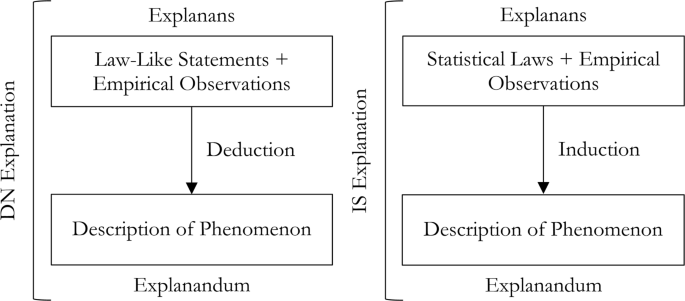 DN Explanation
Explanans
Law-Like Statements +
Empirical Observations
Deduction
Description of Phenomenon
Explanandum
IS Explanation
Explanans
Statistical Laws + Empirical
Observations
Induction
Description of Phenomenon
Explanandum